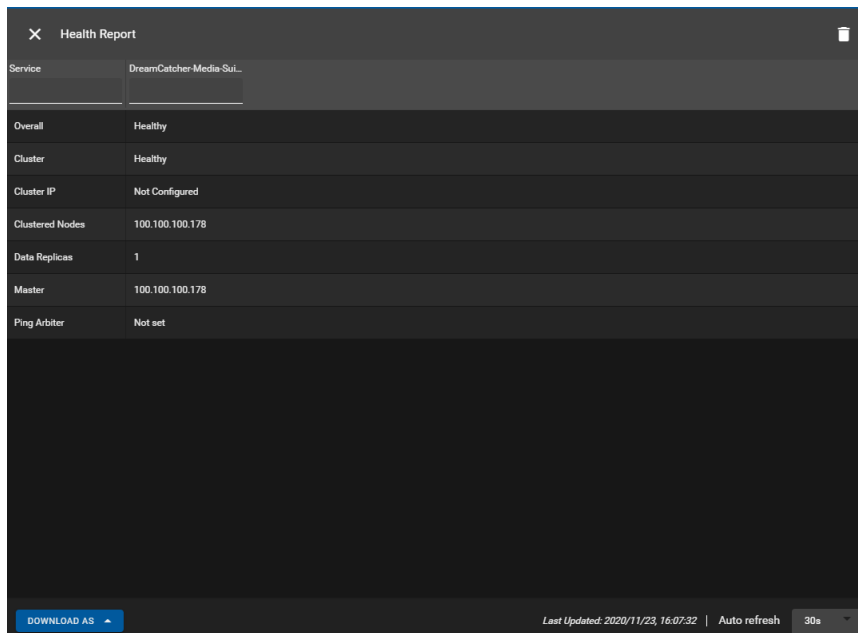 Health Report
Service DreamCatcher-Media-Sui...
Overall Healthy
Cluster Healthy
Cluster IP Not Configured
Clustered Nodes 100.100.100.178
Data Replicas 1
Master 100.100.100.178
Ping Arbiter Not set
DOWNLOAD AS Last Updated: 2020/11/23, 16:07:32 | Auto refresh 30s